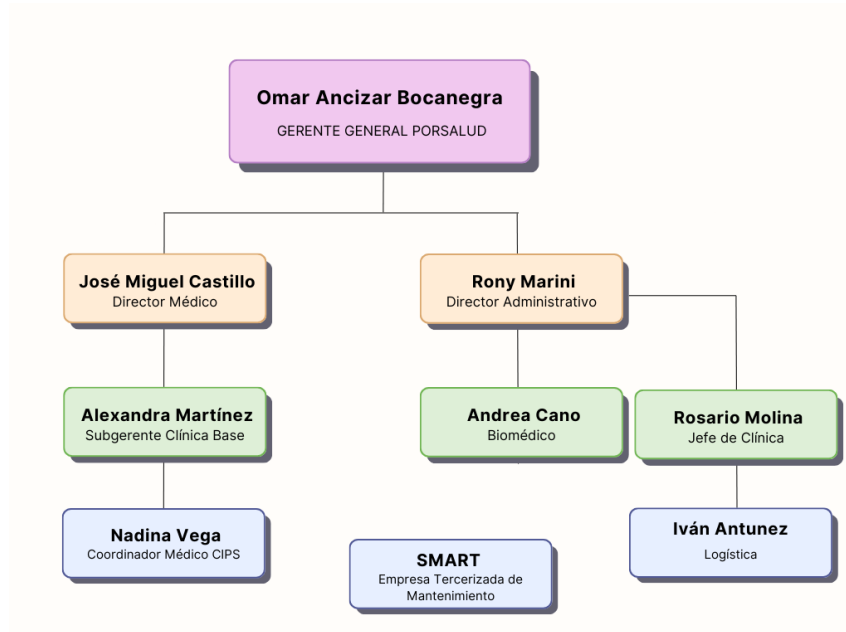 Omar Ancizar Bocanegra
GERENTE GENERAL PORSALUD
José Miguel Castillo
Director Médico
Rony Marini
Director Administrativo
Alexandra Martínez
Subgerente Clínica Base
Andrea Cano
Biomédico
Rosario Molina
Jefe de Clínica
Nadina Vega
Coordinador Médico CIPS
SMART
Empresa Tercerizada de
Mantenimiento
Iván Antunez
Logística